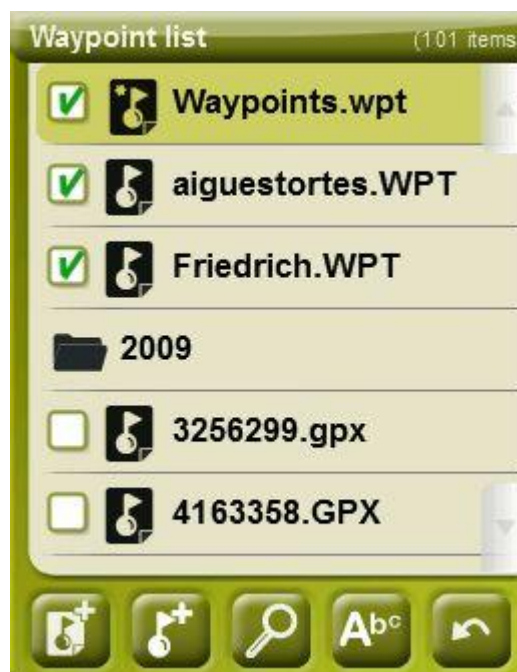 Waypoint list (101 items
Waypoints.wpt
aiguestortes.WPT
Friedrich.WPT
2009
3256299.gpx
4163358.GPX
Abc